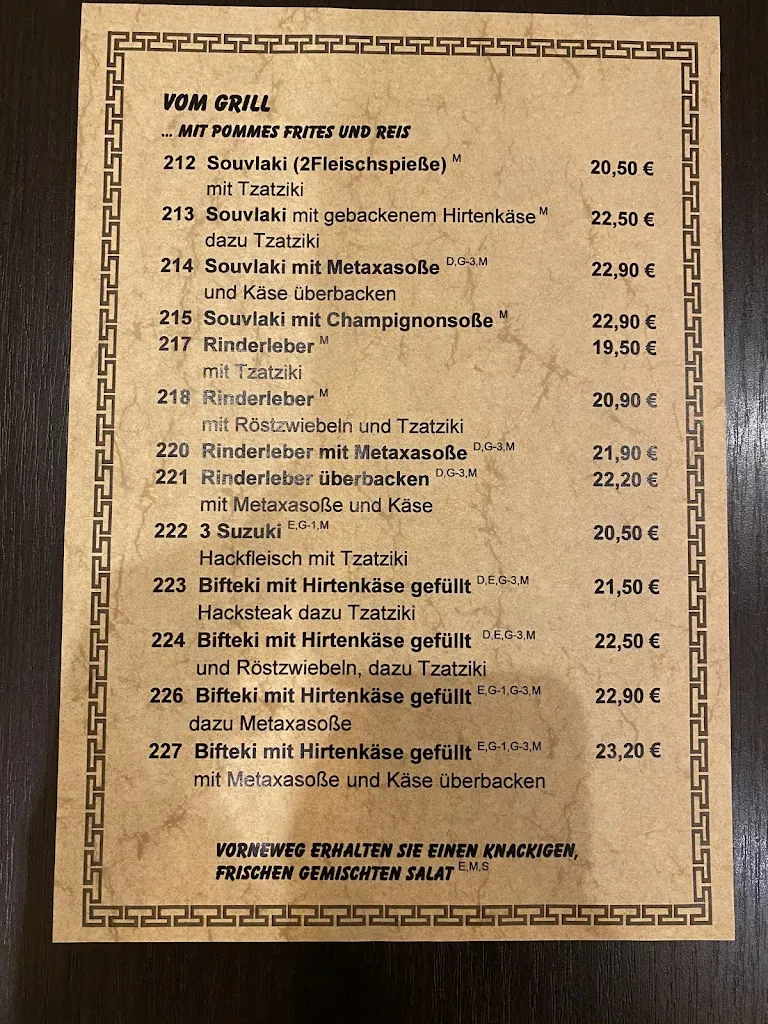 VOM GRILL
... MIT POMMES FRITES UND REIS
212 Souvlaki (2Fleischspieße) M 20,50 €
mit Tzatziki
213 Souvlaki mit gebackenem Hirtenkäse M 22,50 €
dazu Tzatziki
214 Souvlaki mit Metaxasoße D,G-3,M 22,90 €
und Käse überbacken
215 Souvlaki mit Champignonsoße M 22,90 €
217 Rinderleber M 19,50 €
mit Tzatziki
218 Rinderleber M 20,90 €
mit Röstzwiebeln und Tzatziki
220 Rinderleber mit Metaxasoße D,G-3,M 21,90 €
221 Rinderleber überbacken D,G-3,M 22,20 €
mit Metaxasoße und Käse
222 3 Suzuki E,G-1,M 20,50 €
Hackfleisch mit Tzatziki
223 Bifteki mit Hirtenkäse gefüllt D,E,G-3,M 21,50 €
Hacksteak dazu Tzatziki
224 Bifteki mit Hirtenkäse gefüllt D,E,G-3,M 22,50 €
und Röstzwiebeln, dazu Tzatziki
226 Bifteki mit Hirtenkäse gefüllt E,G-1,G-3,M 22,90 €
dazu Metaxasoße
227 Bifteki mit Hirtenkäse gefüllt E,G-1,G-3,M 23,20 €
mit Metaxasoße und Käse überbacken
VORNEWEG ERHALTEN SIE EINEN KNACKIGEN,
FRISCHEN GEMISCHTEN SALAT E,M,S